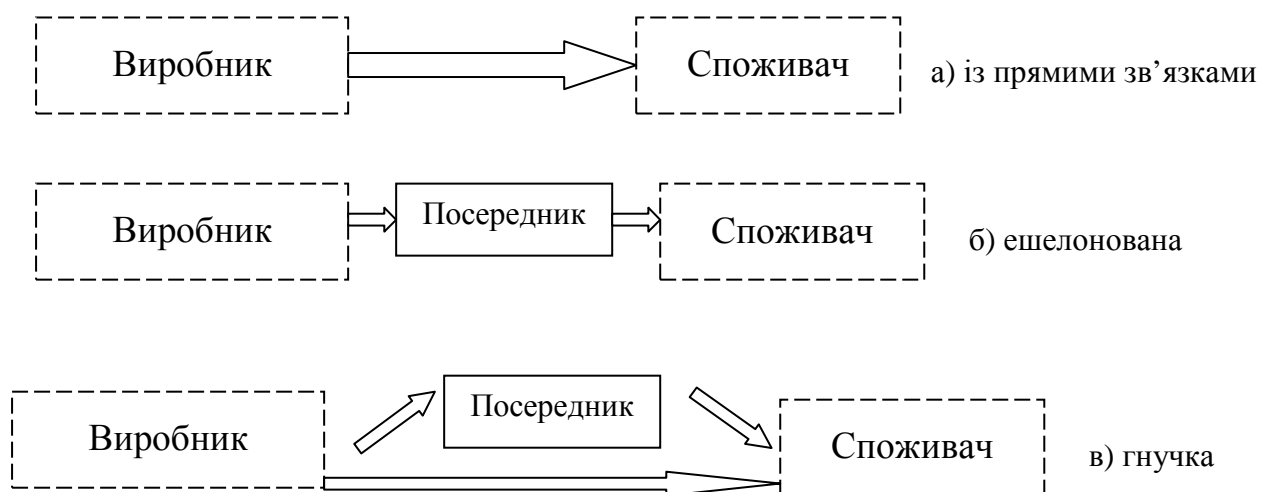 Виробник Споживач а) із прямими зв’язками
Виробник Посередник Споживач б) ешелонована
Посередник
Виробник Споживач в) гнучка